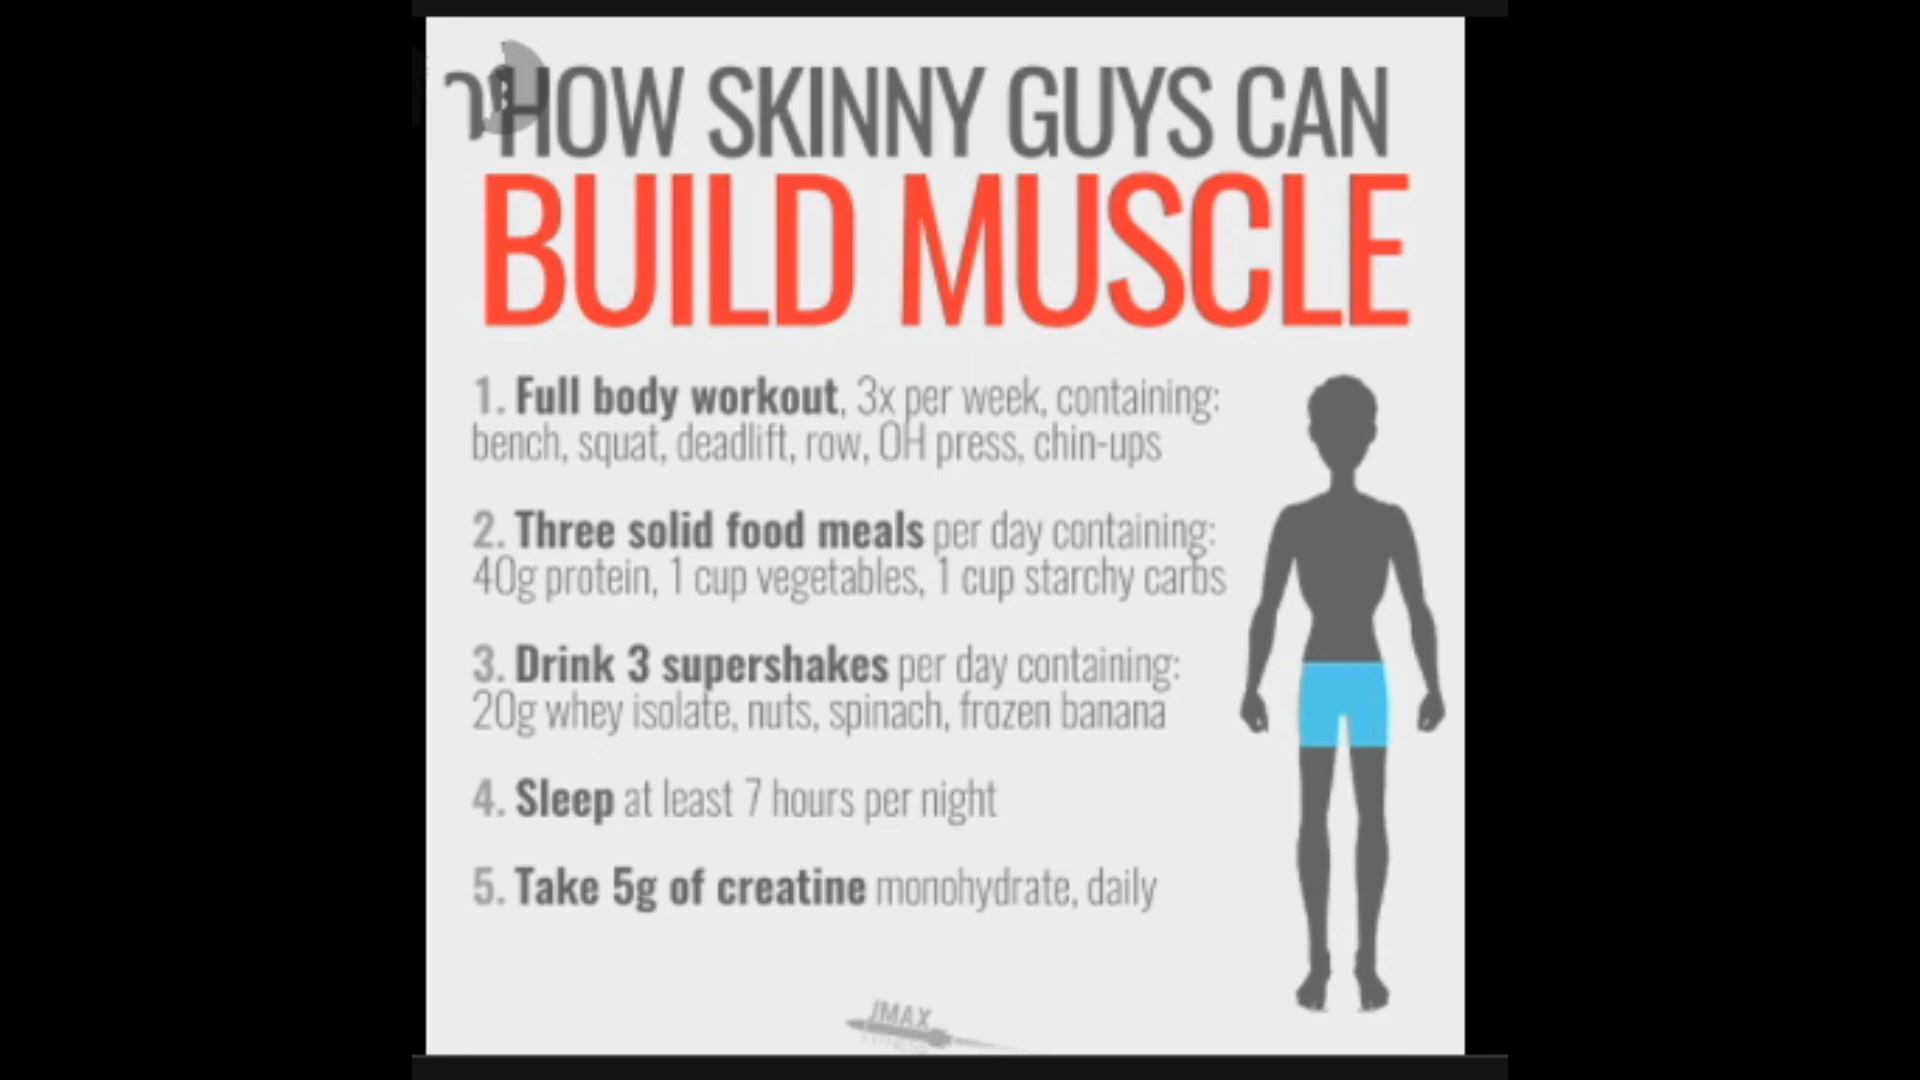 HOW SKINNY GUYS CAN
BUILD MUSCLE
1. Full body workout, 3x per week, containing:
bench, squat, deadlift, row, OH press, chin-ups
2. Three solid food meals per day containing:
40g protein, 1 cup vegetables, 1 cup starchy carbs
3. Drink 3 supershakes per day containing:
20g whey isolate, nuts, spinach, frozen banana
4. Sleep at least 7 hours per night
5. Take 5g of creatine monohydrate, daily
JMAX